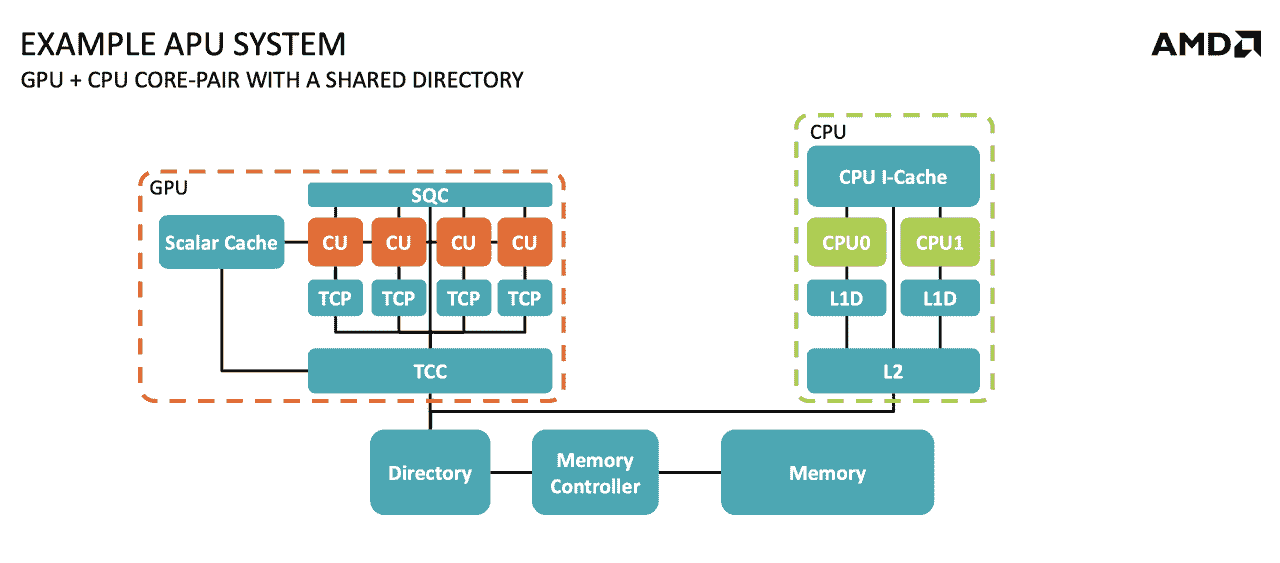 EXAMPLE APU SYSTEM
AMD
GPU + CPU CORE-PAIR WITH A SHARED DIRECTORY
GPU
SQC
Scalar Cache
CU
CU
CU
CU
TCP
TCP
TCP
TCP
TCC
CPU
CPU I-Cache
CPU0
CPU1
L1D
L1D
L2
Directory
Memory
Controller
Memory